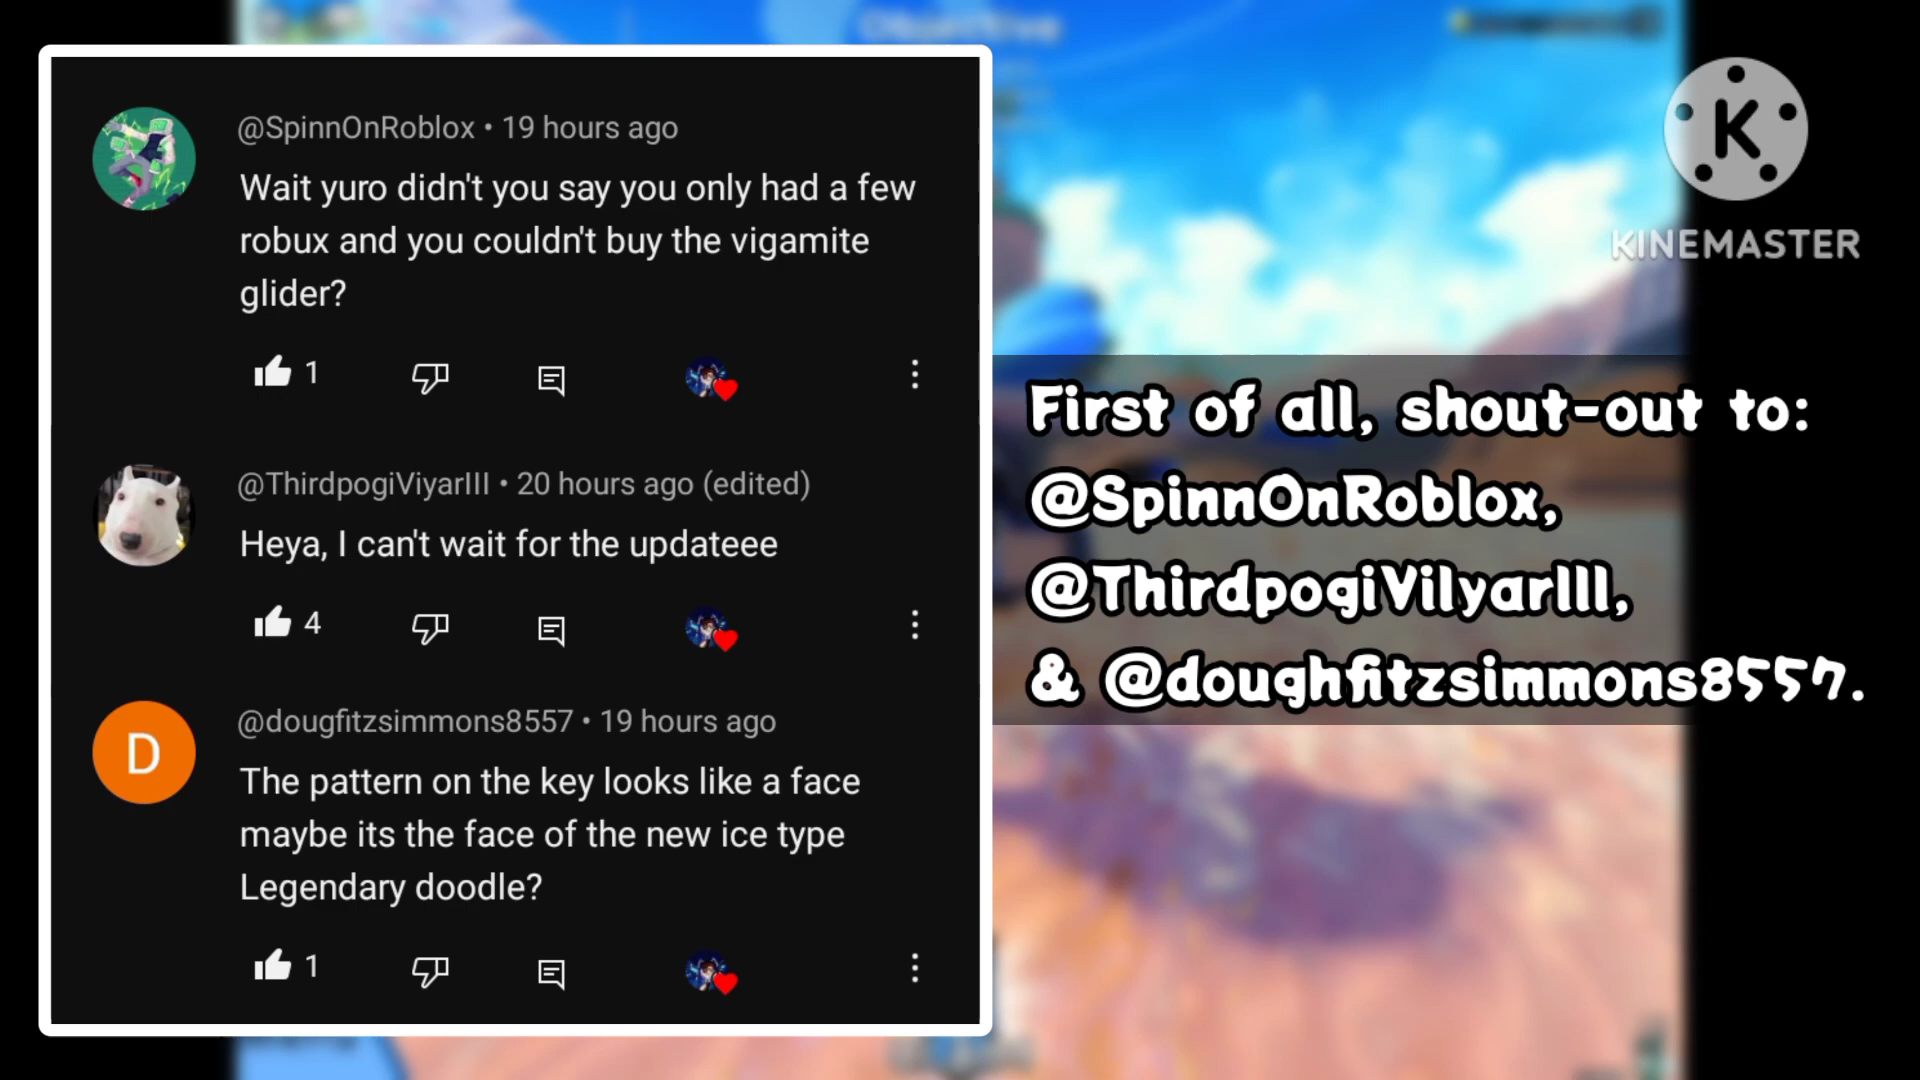 Objective
@SpinnOnRoblox • 19 hours ago
Wait yuro didn't you say you only had a few
robux and you couldn't buy the vigamite
glider?
1
@ThirdpogiViyarIII • 20 hours ago (edited)
Heya, I can't wait for the updateee
4
D
@dougfitzsimmons8557 • 19 hours ago
The pattern on the key looks like a face
maybe its the face of the new ice type
Legendary doodle?
1
K
KINEMASTER
First of all, shout-out to:
@SpinnOnRoblox,
@ThirdpogiVilyarIII,
& @doughfitzsimmons8557.